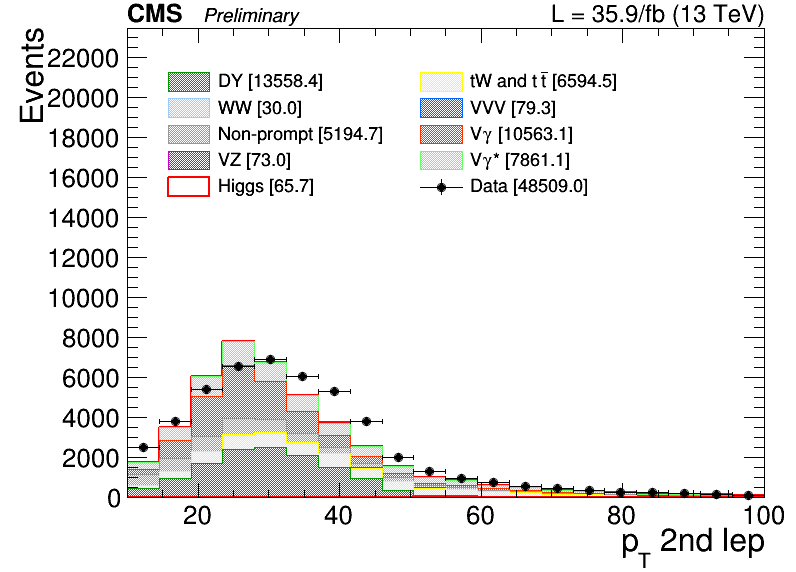 CMS Preliminary L = 35.9/fb (13 TeV)
Events
22000
20000
18000
16000
14000
12000
10000
8000
6000
4000
2000
0
DY [13558.4]
WW [30.0]
Non-prompt [5194.7]
VZ [73.0]
Higgs [65.7]
tW and tt̅ [6594.5]
VVV [79.3]
Vγ [10563.1]
Vγ* [7861.1]
Data [48509.0]
20 40 60 80 100
p_T 2nd lep